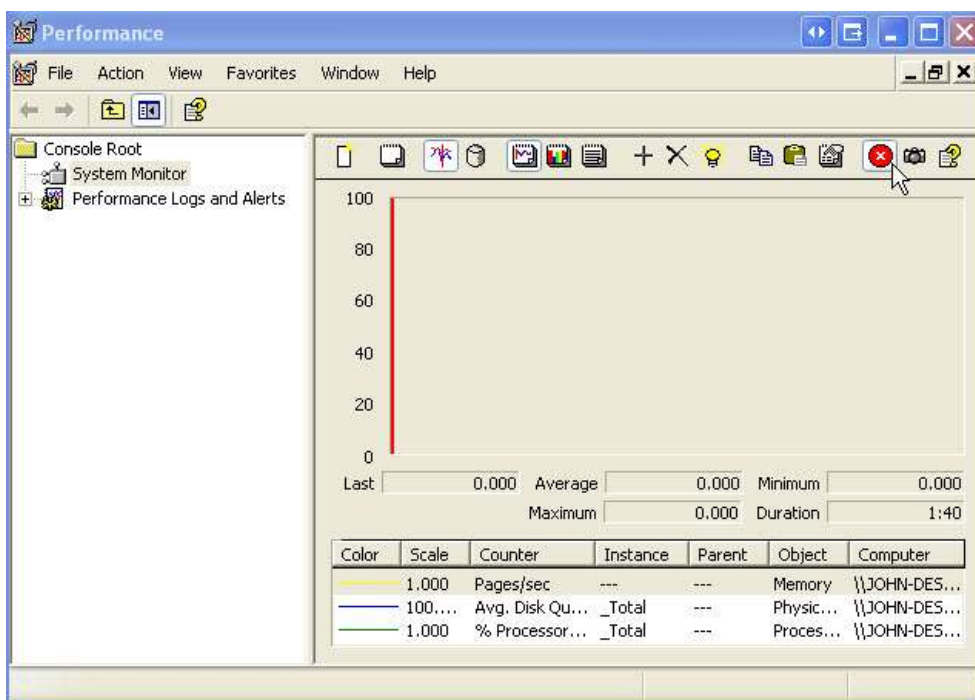 Performance
File Action View Favorites Window Help
Console Root
System Monitor
Performance Logs and Alerts
100
80
60
40
20
0
Last 0.000 Average 0.000 Minimum 0.000
Maximum 0.000 Duration 1:40
Color Scale Counter Instance Parent Object Computer
1.000 Pages/sec --- --- Memory \\JOHN-DES...
100.... Avg. Disk Qu... _Total --- Physic... \\JOHN-DES...
1.000 % Processor... _Total --- Proces... \\JOHN-DES...